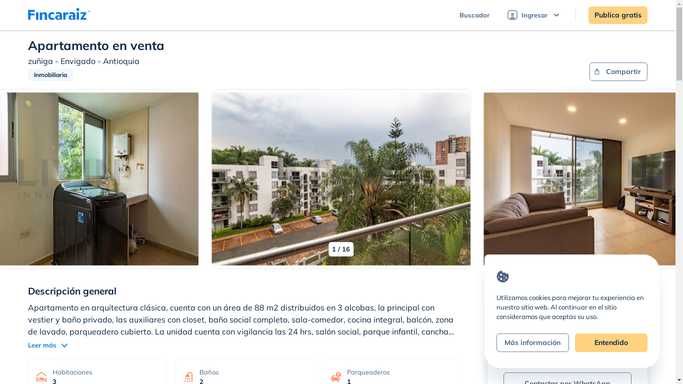 Fincaraiz
Buscador
Ingresar
Publica gratis
Apartamento en venta
zuñiga - Envigado - Antioquia
Inmobiliaria
Compartir
1 / 16
Descripción general
Apartamento en arquitectura clásica, cuenta con un área de 88 m2 distribuidos en 3 alcobas, la principal con
vestier y baño privado, las auxiliares con closet, baño social completo, sala-comedor, cocina integral, balcón, zona
de lavado, parqueadero cubierto. La unidad cuenta con vigilancia las 24 hrs, salón social, parque infantil, cancha...
Leer más
Habitaciones
3
Baños
2
Parqueaderos
1
Utilizamos cookies para mejorar tu experiencia en
nuestro sitio web. Al continuar en el sitio
consideramos que aceptas su uso.
Más información
Entendido
Contactar por WhatsApp